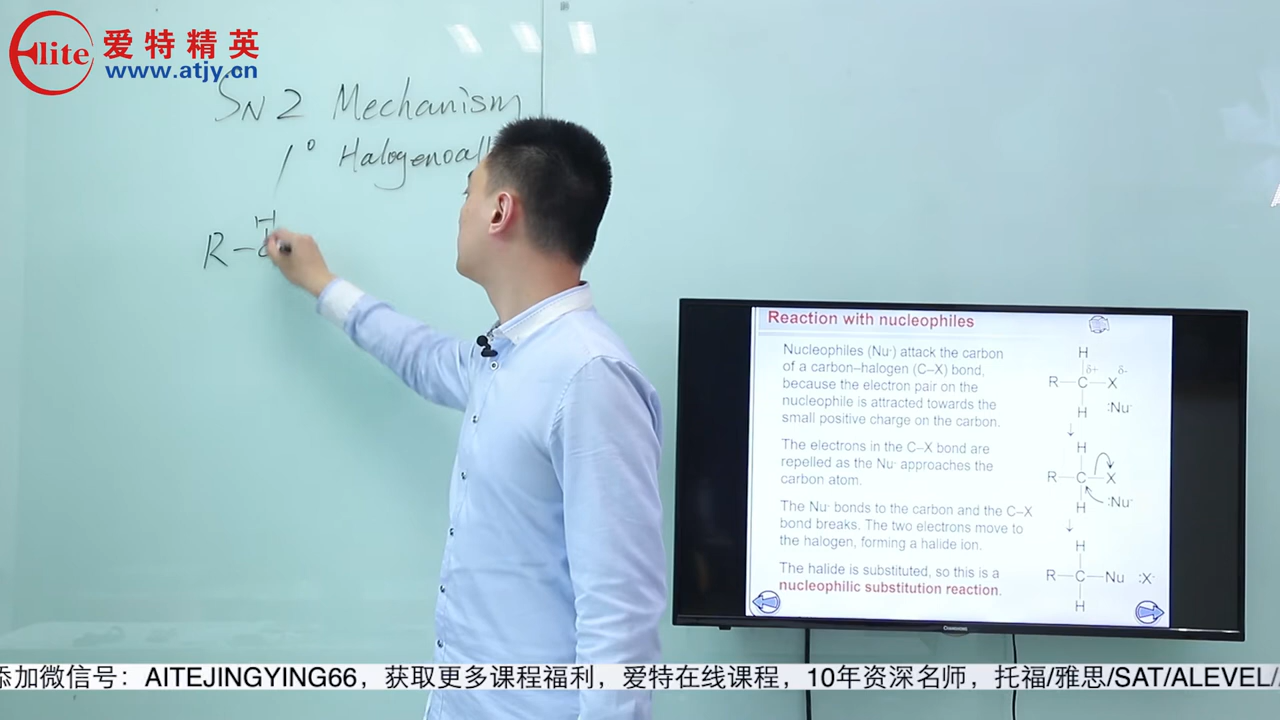 Elite 爱特精英
www.atjy.cn
SN2 Mechanism
1° Halogenoal
H
R-C
Reaction with nucleophiles
Nucleophiles (Nu-) attack the carbon
of a carbon–halogen (C–X) bond,
because the electron pair on the
nucleophile is attracted towards the
small positive charge on the carbon.
The electrons in the C–X bond are
repelled as the Nu- approaches the
carbon atom.
The Nu- bonds to the carbon and the C–X
bond breaks. The two electrons move to
the halogen, forming a halide ion.
The halide is substituted, so this is a
nucleophilic substitution reaction.
H
δ+ δ-
R—C—X
H :Nu-
↓
H
R—C—X
H :Nu-
↓
H
R—C—Nu :X-
H
CHANGHONG
添加微信号：AITEJINGYING66，获取更多课程福利，爱特在线课程，10年资深名师，托福/雅思/SAT/ALEVEL/